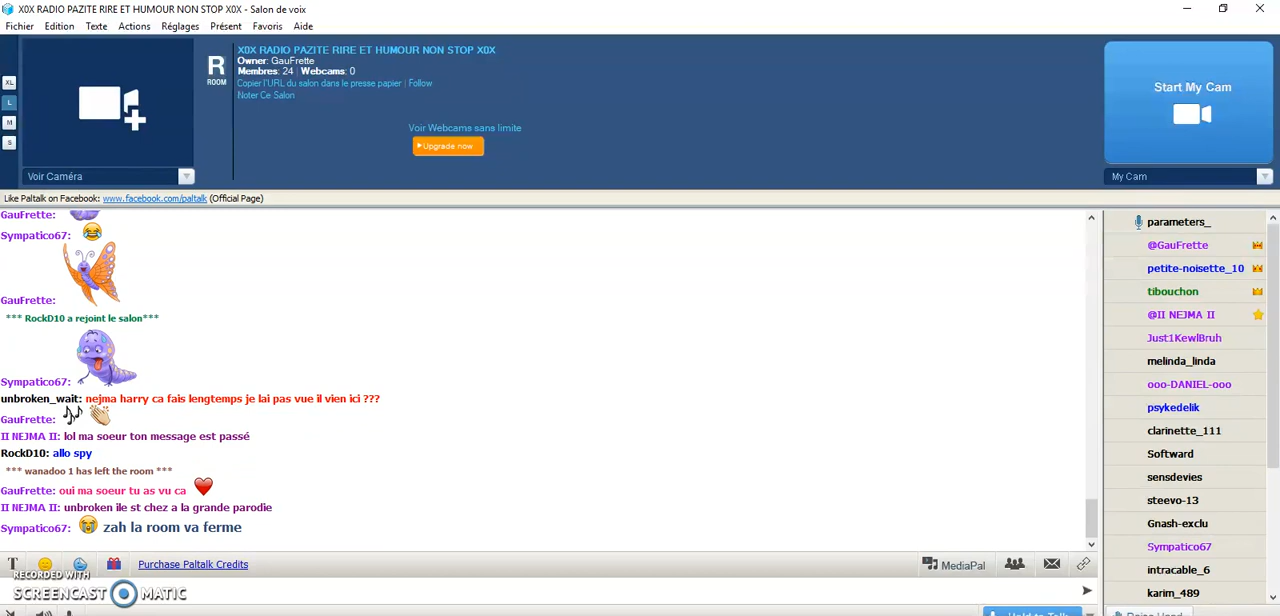 X0X RADIO PAZITE RIRE ET HUMOUR NON STOP X0X - Salon de voix
Fichier Edition Texte Actions Réglages Présent Favoris Aide
XL
L
M
S
Voir Caméra
R
ROOM
X0X RADIO PAZITE RIRE ET HUMOUR NON STOP X0X
Owner: GauFrette
Membres: 24 | Webcams: 0
Copier l'URL du salon dans le presse papier | Follow
Noter Ce Salon
Voir Webcams sans limite
Upgrade now
Start My Cam
My Cam
Like Paltalk on Facebook: www.facebook.com/paltalk (Official Page)
GauFrette:
Sympatico67:
GauFrette:
*** RockD10 a rejoint le salon***
Sympatico67:
unbroken_wait: nejma harry ca fais lengtemps je lai pas vue il vien ici ???
GauFrette:
II NEJMA II: lol ma soeur ton message est passé
RockD10: allo spy
*** wanadoo 1 has left the room ***
GauFrette: oui ma soeur tu as vu ca
II NEJMA II: unbroken ile st chez a la grande parodie
Sympatico67: zah la room va ferme
parameters_
@GauFrette
petite-noisette_10
tibouchon
@II NEJMA II
Just1KewlBruh
melinda_linda
ooo-DANIEL-ooo
psykedelik
clarinette_111
Softward
sensdevies
steevo-13
Gnash-exclu
Sympatico67
intracable_6
karim_489
T Purchase Paltalk Credits MediaPal
RECORDED WITH
SCREENCAST MATIC
Hold to Talk
Raise Hand